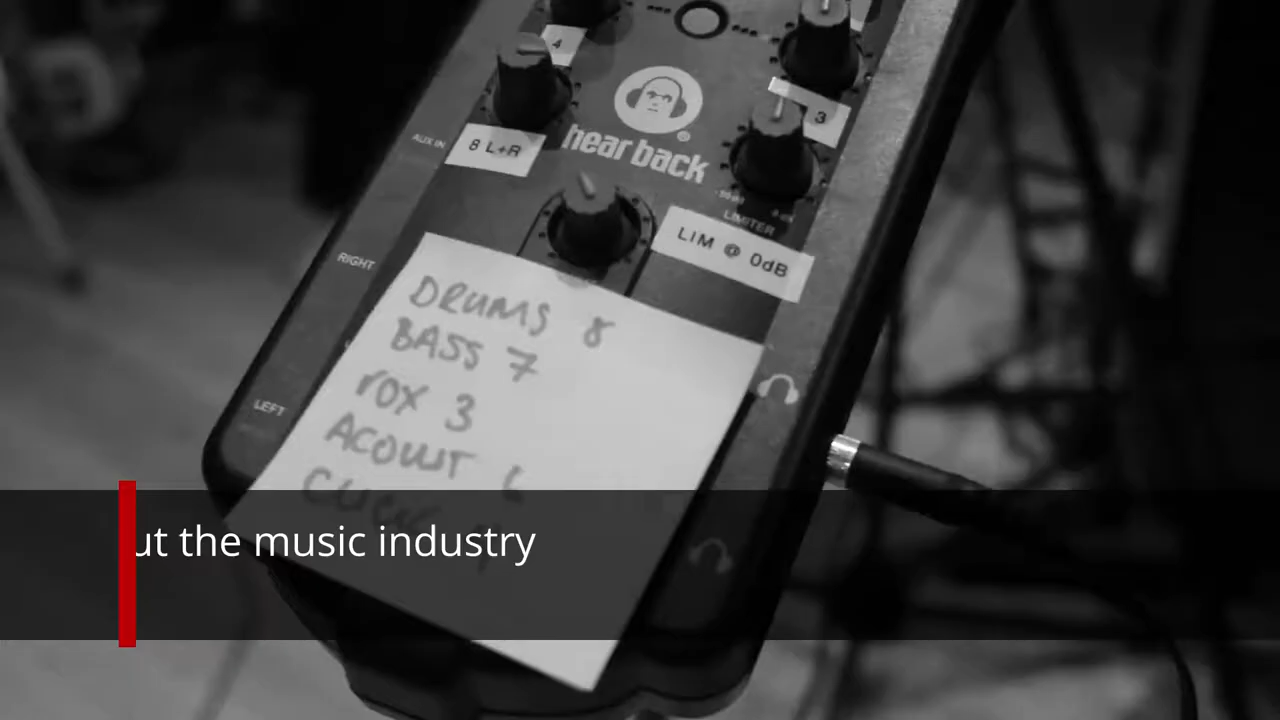 4
3
AUX IN
8 L+R
hear back
LIMITER
LIM @ 0dB
RIGHT
DRUMS 8
BASS 7
ROX 3
LEFT
ACOUST 6
ut the music industry